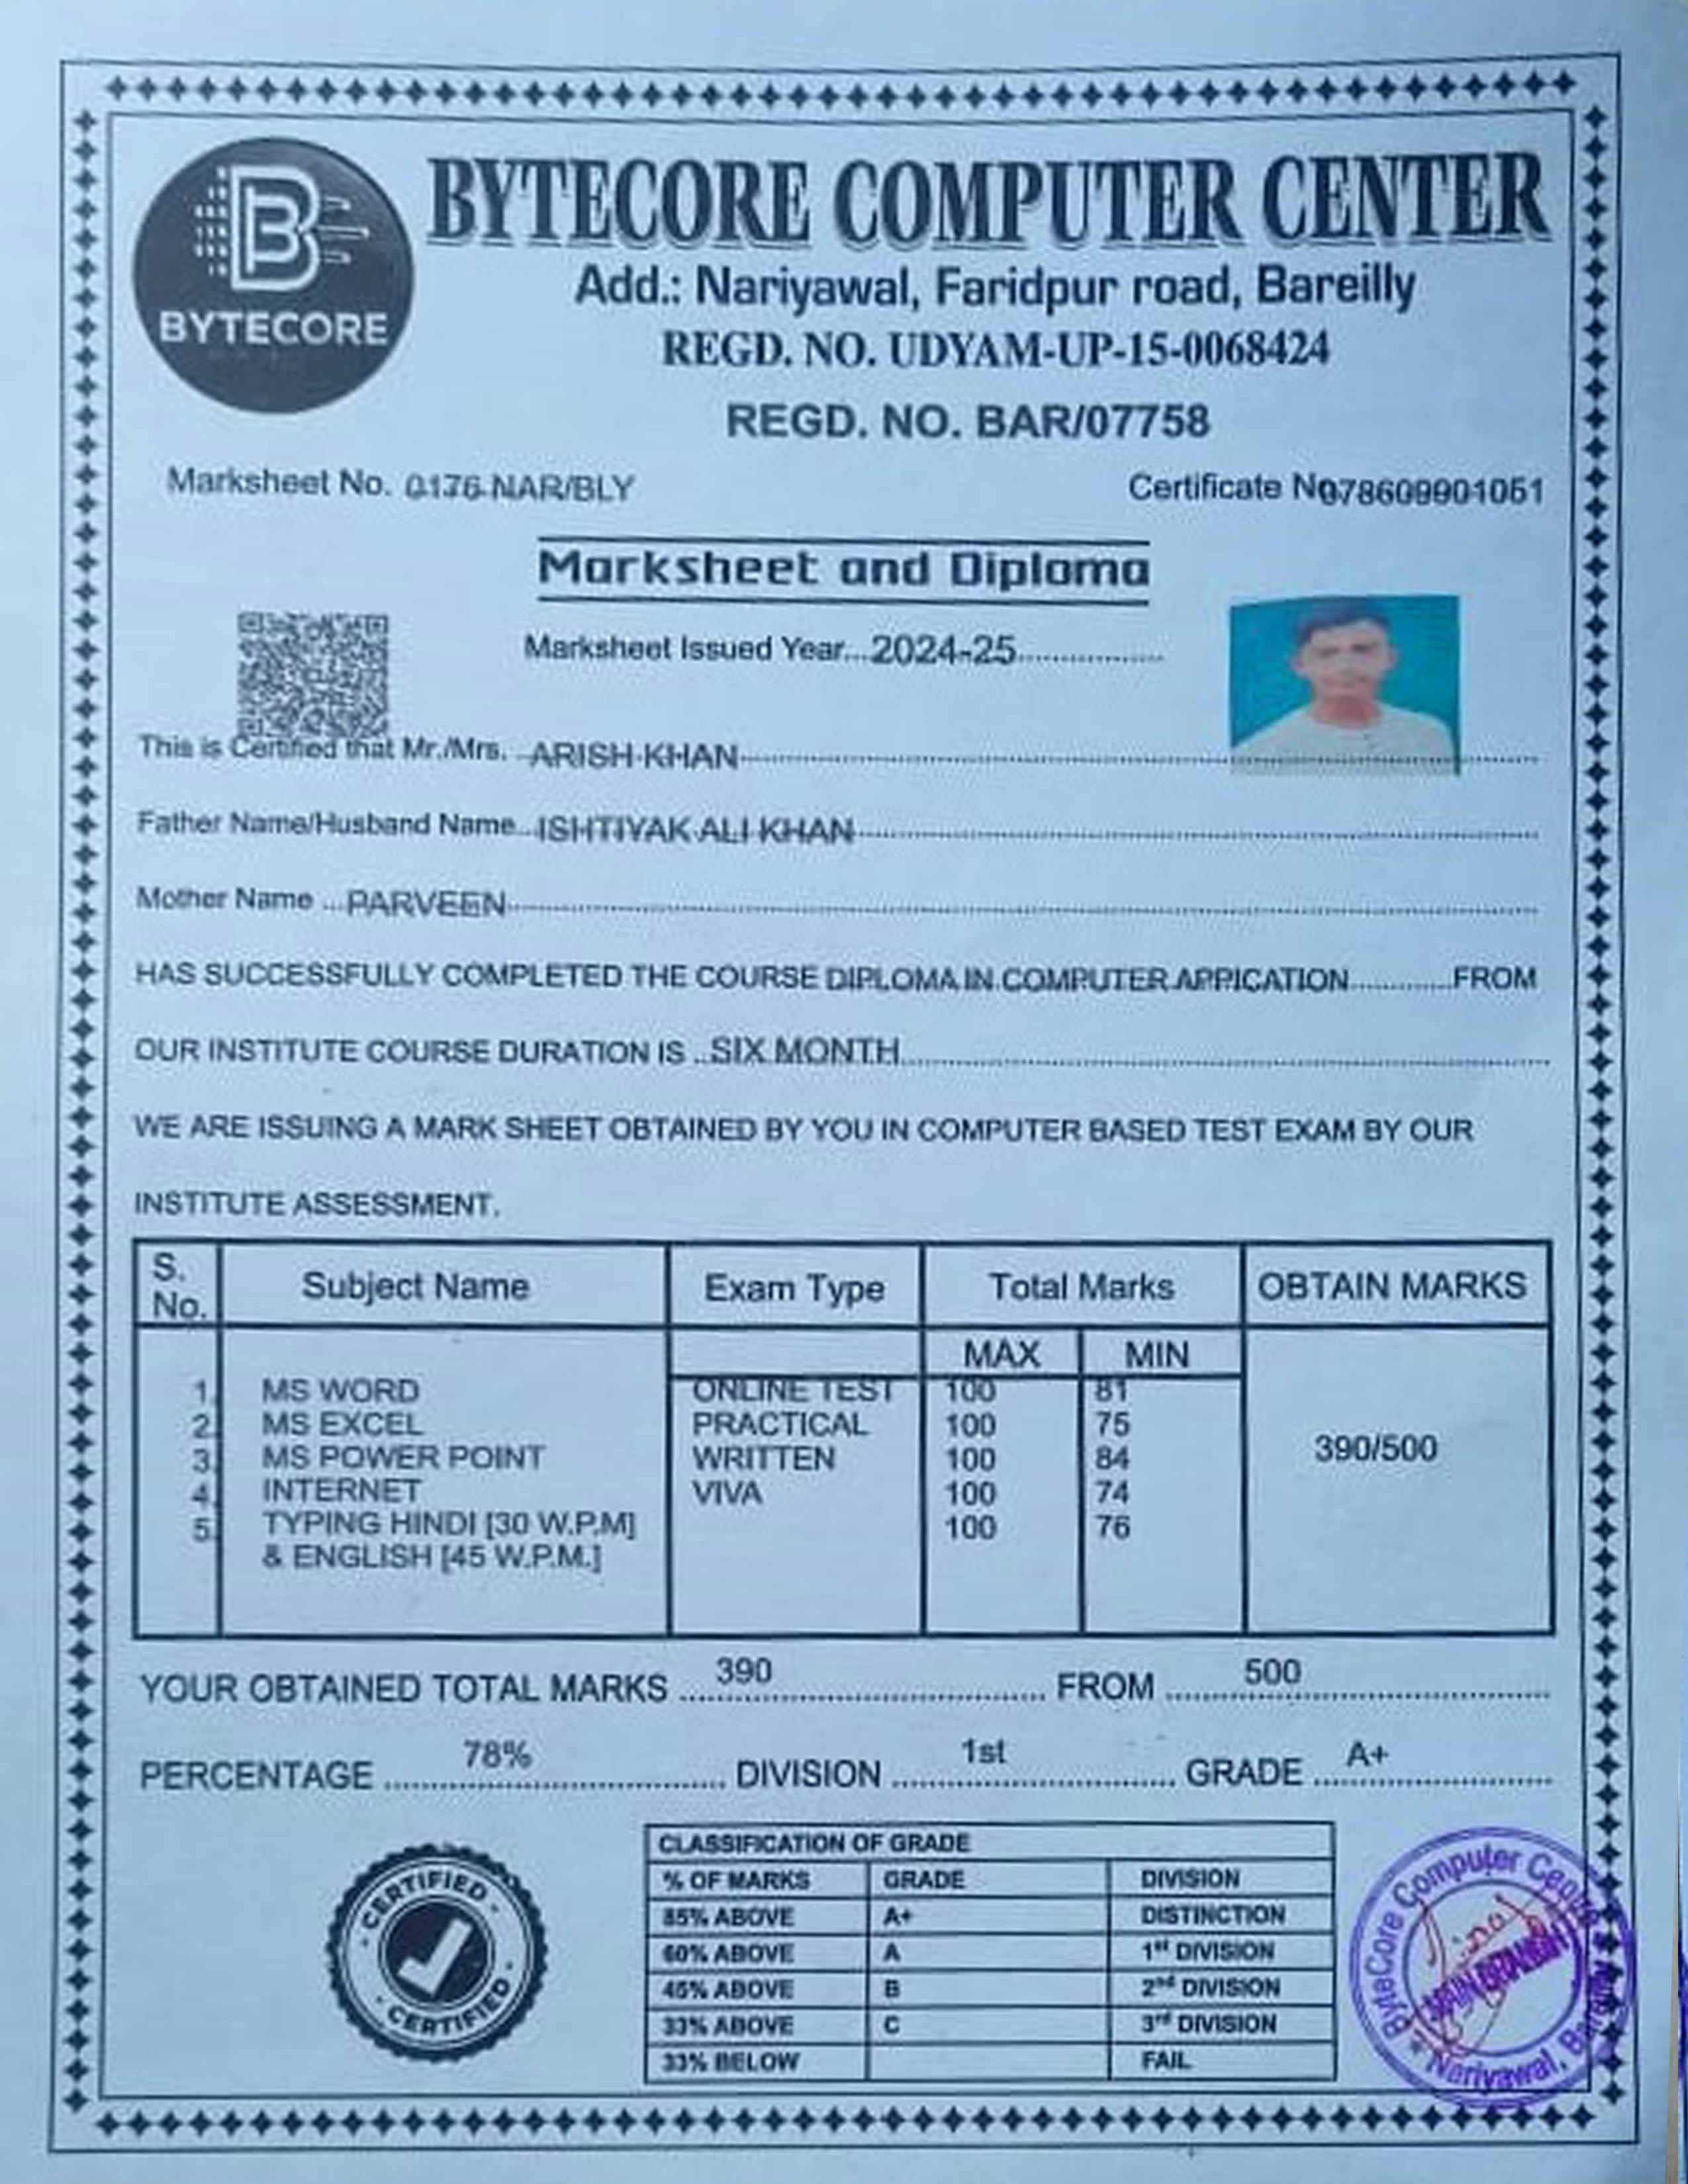 BYTECORE
BYTECORE COMPUTER CENTER
Add.: Nariyawal, Faridpur road, Bareilly
REGD. NO. UDYAM-UP-15-0068424
REGD. NO. BAR/07758
Marksheet No. 0176 NAR/BLY
Certificate No. 078609901051
Marksheet and Diploma
Marksheet Issued Year...2024-25
This is Certified that Mr./Mrs. ARISH KHAN
Father Name/Husband Name ISHTIYAK ALI KHAN
Mother Name PARVEEN
HAS SUCCESSFULLY COMPLETED THE COURSE DIPLOMA IN COMPUTER APPICATION FROM
OUR INSTITUTE COURSE DURATION IS SIX MONTH
WE ARE ISSUING A MARK SHEET OBTAINED BY YOU IN COMPUTER BASED TEST EXAM BY OUR
INSTITUTE ASSESSMENT.
S. No. Subject Name Exam Type Total Marks OBTAIN MARKS
MAX MIN
1. MS WORD ONLINE TEST 100 81
2. MS EXCEL PRACTICAL 100 75
3. MS POWER POINT WRITTEN 100 84
390/500
4. INTERNET VIVA 100 74
5. TYPING HINDI [30 W.P.M] 100 76
& ENGLISH [45 W.P.M.]
YOUR OBTAINED TOTAL MARKS 390 FROM 500
PERCENTAGE 78% DIVISION 1st GRADE A+
CERTIFIED
CERTIFIED
CLASSIFICATION OF GRADE
% OF MARKS GRADE DIVISION
85% ABOVE A+ DISTINCTION
60% ABOVE A 1st DIVISION
45% ABOVE B 2nd DIVISION
33% ABOVE C 3rd DIVISION
33% BELOW FAIL
ByteCore Computer
Nariyawal,